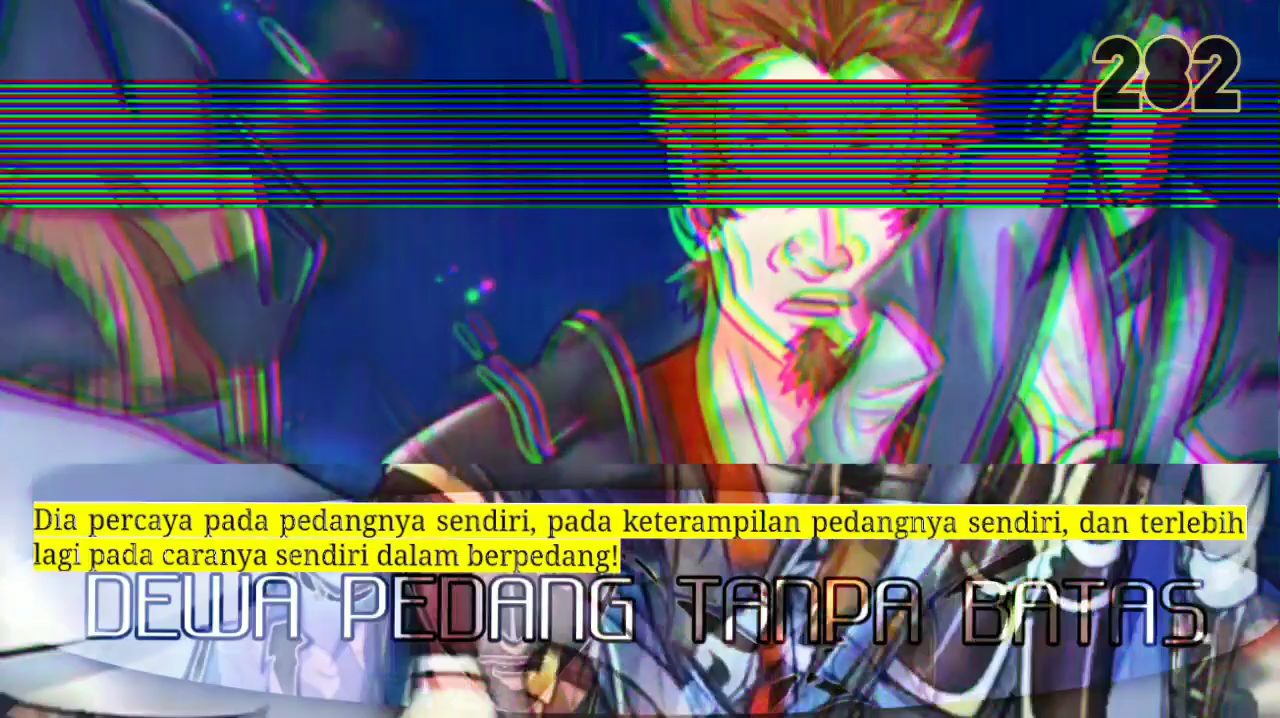 282
Dia percaya pada pedangnya sendiri, pada keterampilan pedangnya sendiri, dan terlebih
lagi pada caranya sendiri dalam berpedang!
DEWA PEDANG TANPA BATAS